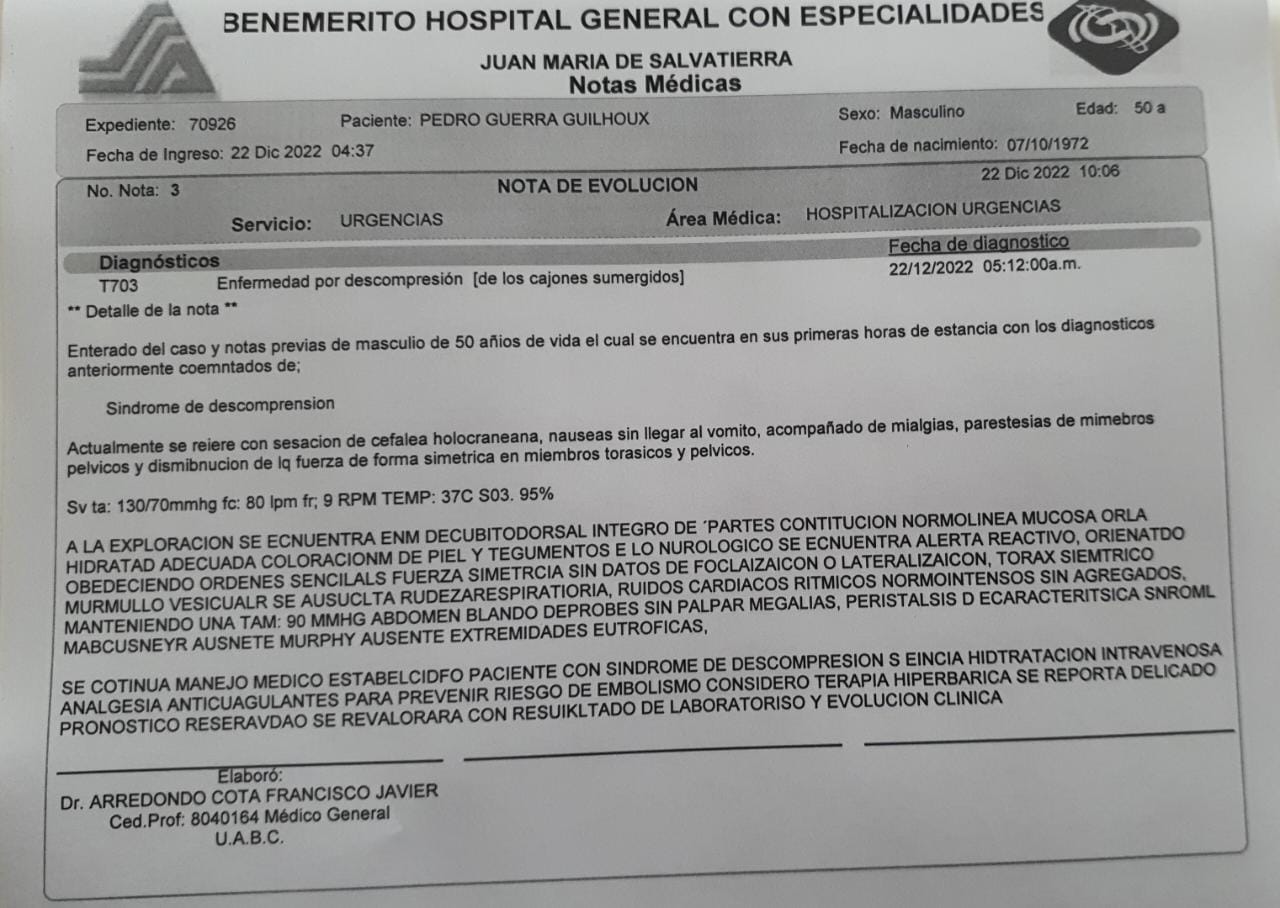 BENEMERITO HOSPITAL GENERAL CON ESPECIALIDADES
JUAN MARIA DE SALVATIERRA
Notas Médicas
Expediente: 70926 Paciente: PEDRO GUERRA GUILHOUX Sexo: Masculino Edad: 50 a
Fecha de Ingreso: 22 Dic 2022 04:37 Fecha de nacimiento: 07/10/1972
No. Nota: 3 NOTA DE EVOLUCION 22 Dic 2022 10:06
Servicio: URGENCIAS Área Médica: HOSPITALIZACION URGENCIAS
Diagnósticos Fecha de diagnostico
T703 Enfermedad por descompresión [de los cajones sumergidos] 22/12/2022 05:12:00a.m.
** Detalle de la nota **
Enterado del caso y notas previas de masculio de 50 añios de vida el cual se encuentra en sus primeras horas de estancia con los diagnosticos
anteriormente coemntados de;
Sindrome de descomprension
Actualmente se reiere con sesacion de cefalea holocraneana, nauseas sin llegar al vomito, acompañado de mialgias, parestesias de mimebros
pelvicos y dismibnucion de lq fuerza de forma simetrica en miembros torasicos y pelvicos.
Sv ta: 130/70mmhg fc: 80 lpm fr; 9 RPM TEMP: 37C S03. 95%
A LA EXPLORACION SE ECNUENTRA ENM DECUBITODORSAL INTEGRO DE ´PARTES CONTITUCION NORMOLINEA MUCOSA ORLA
HIDRATAD ADECUADA COLORACIONM DE PIEL Y TEGUMENTOS E LO NUROLOGICO SE ECNUENTRA ALERTA REACTIVO, ORIENATDO
OBEDECIENDO ORDENES SENCILALS FUERZA SIMETRCIA SIN DATOS DE FOCLAIZAICON O LATERALIZAICON, TORAX SIEMTRICO
MURMULLO VESICUALR SE AUSUCLTA RUDEZARESPIRATIORIA, RUIDOS CARDIACOS RITMICOS NORMOINTENSOS SIN AGREGADOS,
MANTENIENDO UNA TAM: 90 MMHG ABDOMEN BLANDO DEPROBES SIN PALPAR MEGALIAS, PERISTALSIS D ECARACTERITSICA SNROML
MABCUSNEYR AUSNETE MURPHY AUSENTE EXTREMIDADES EUTROFICAS,
SE COTINUA MANEJO MEDICO ESTABELCIDFO PACIENTE CON SINDROME DE DESCOMPRESION S EINCIA HIDTRATACION INTRAVENOSA
ANALGESIA ANTICUAGULANTES PARA PREVENIR RIESGO DE EMBOLISMO CONSIDERO TERAPIA HIPERBARICA SE REPORTA DELICADO
PRONOSTICO RESERAVDAO SE REVALORARA CON RESUIKLTADO DE LABORATORISO Y EVOLUCION CLINICA
Elaboró:
Dr. ARREDONDO COTA FRANCISCO JAVIER
Ced.Prof: 8040164 Médico General
U.A.B.C.